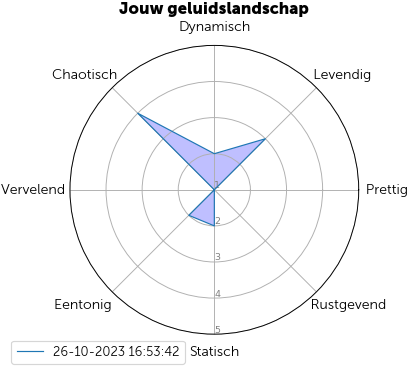 Jouw geluidslandschap
Dynamisch
Chaotisch
Levendig
Vervelend
1
Prettig
2
3
4
Eentonig
Rustgevend
5
26-10-2023 16:53:42
Statisch